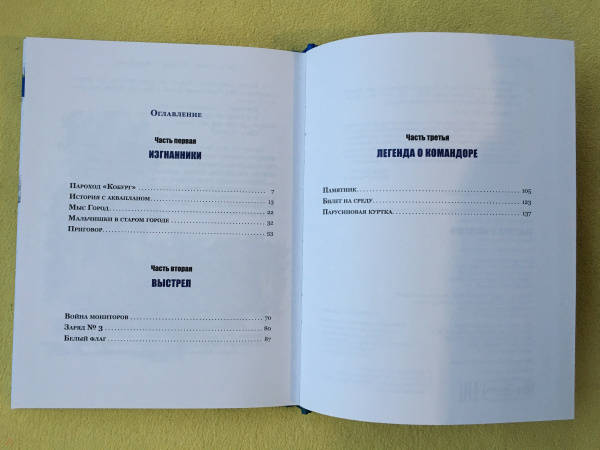 Оглавление
Часть первая
ИЗГНАННИКИ
Пароход «Кобург» 7
История с аквапланом 13
Мыс Город 22
Мальчишки в старом городе 32
Приговор 53
Часть вторая
ВЫСТРЕЛ
Война мониторов 70
Заряд № 3 80
Белый флаг 87
Часть третья
ЛЕГЕНДА О КОМАНДОРЕ
Памятник 105
Билет на среду 123
Парусиновая куртка 137